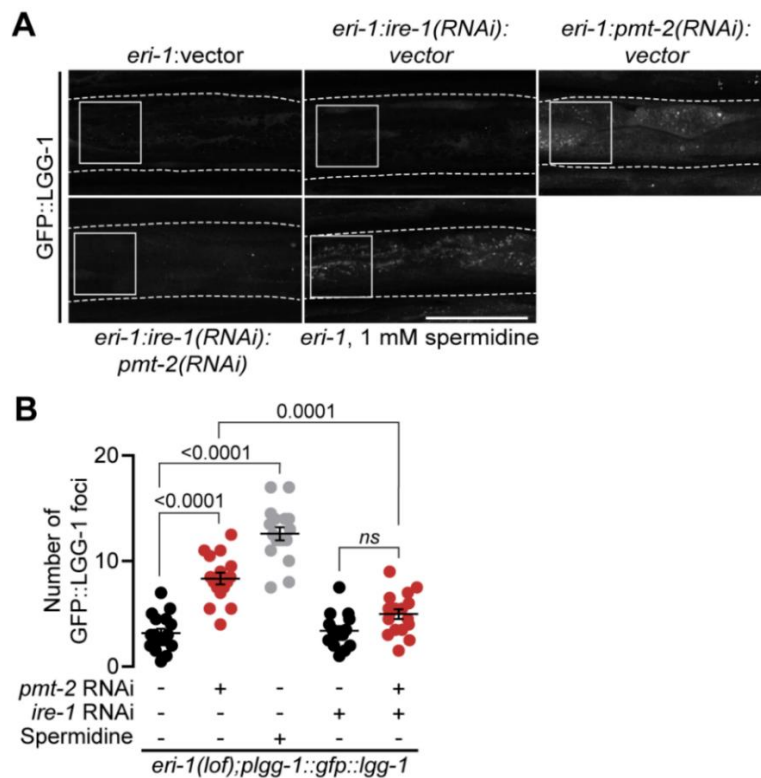 A
eri-1:vector
eri-1:ire-1(RNAi):
vector
eri-1:pmt-2(RNAi):
vector
GFP::LGG-1
eri-1:ire-1(RNAi):
pmt-2(RNAi)
eri-1, 1 mM spermidine
B
0.0001
<0.0001
<0.0001
ns
Number of
GFP::LGG-1 foci
20
10
0
pmt-2 RNAi - + - - +
ire-1 RNAi - - - + +
Spermidine - - + - -
eri-1(lof);plgg-1::gfp::lgg-1